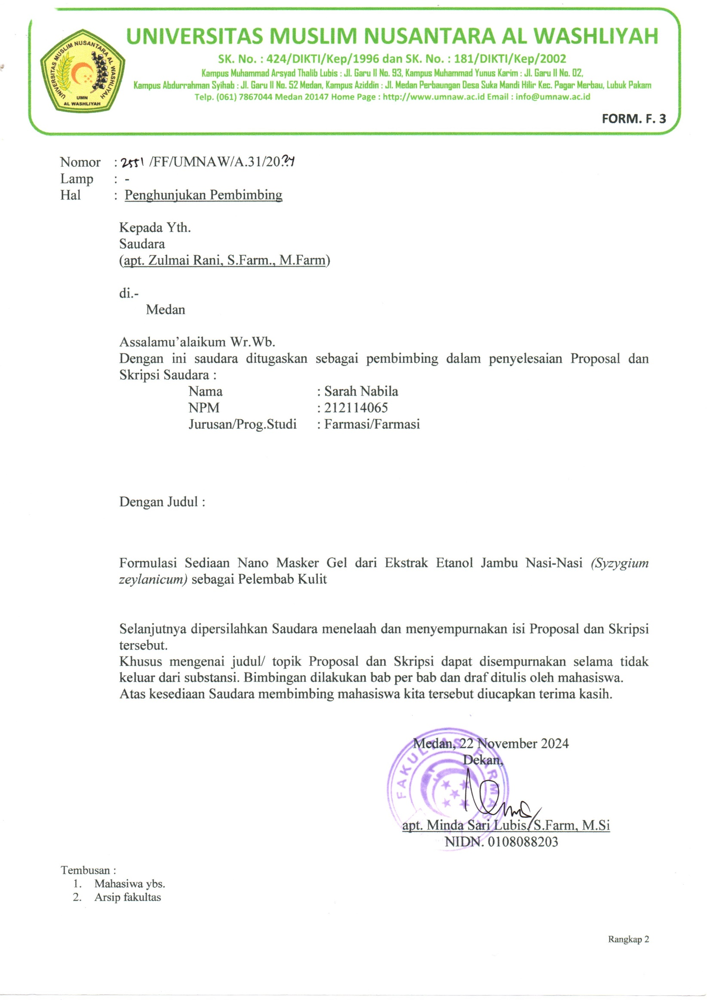 UNIVERSITAS MUSLIM NUSANTARA AL WASHLIYAH
UMN
AL WASHLIYAH
UNIVERSITAS MUSLIM NUSANTARA AL WASHLIYAH
SK. No. : 424/DIKTI/Kep/1996 dan SK. No. : 181/DIKTI/Kep/2002
Kampus Muhammad Arsyad Thalib Lubis : Jl. Garu II No. 93, Kampus Muhammad Yunus Karim : Jl. Garu II No. 02,
Kampus Abdurrahman Syihab : Jl. Garu II No. 52 Medan, Kampus Aziddin : Jl. Medan Perbaungan Desa Suka Mandi Hilir Kec. Pagar Merbau, Lubuk Pakam
Telp. (061) 7867044 Medan 20147 Home Page : http://www.umnaw.ac.id Email : info@umnaw.ac.id
FORM. F. 3
Nomor : 2551 /FF/UMNAW/A.31/20.24
Lamp : -
Hal : Penghunjukan Pembimbing
Kepada Yth.
Saudara
(apt. Zulmai Rani, S.Farm., M.Farm)
di.-
Medan
Assalamu’alaikum Wr.Wb.
Dengan ini saudara ditugaskan sebagai pembimbing dalam penyelesaian Proposal dan
Skripsi Saudara :
Nama : Sarah Nabila
NPM : 212114065
Jurusan/Prog.Studi : Farmasi/Farmasi
Dengan Judul :
Formulasi Sediaan Nano Masker Gel dari Ekstrak Etanol Jambu Nasi-Nasi (Syzygium
zeylanicum) sebagai Pelembab Kulit
Selanjutnya dipersilahkan Saudara menelaah dan menyempurnakan isi Proposal dan Skripsi
tersebut.
Khusus mengenai judul/ topik Proposal dan Skripsi dapat disempurnakan selama tidak
keluar dari substansi. Bimbingan dilakukan bab per bab dan draf ditulis oleh mahasiswa.
Atas kesediaan Saudara membimbing mahasiswa kita tersebut diucapkan terima kasih.
Medan, 22 November 2024
Dekan,
FAKULTAS FARMASI
apt. Minda Sari Lubis, S.Farm, M.Si
NIDN. 0108088203
Tembusan :
1. Mahasiwa ybs.
2. Arsip fakultas
Rangkap 2